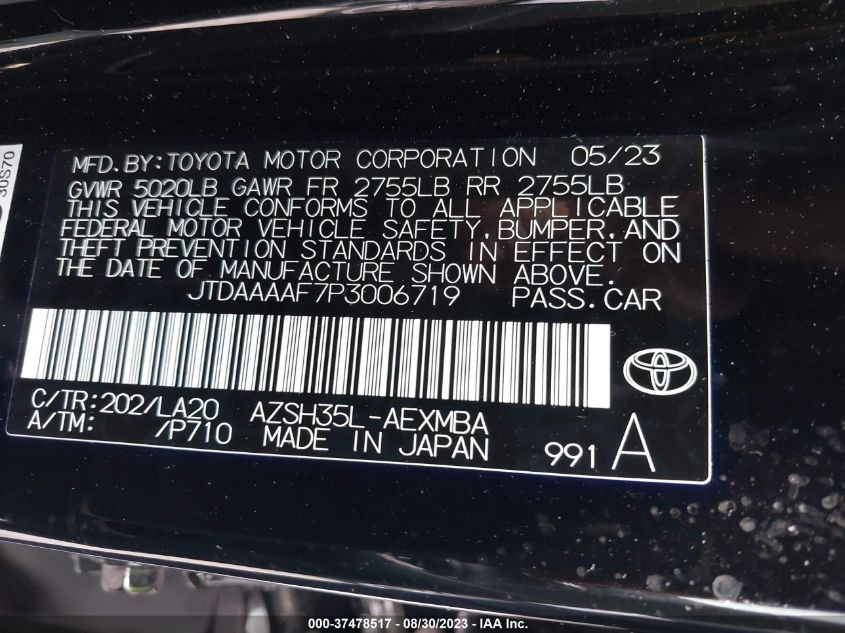 30S70
MFD.BY:TOYOTA MOTOR CORPORATION 05/23
GVWR 5020LB GAWR FR 2755LB RR 2755LB
THIS VEHICLE CONFORMS TO ALL APPLICABLE
FEDERAL MOTOR VEHICLE SAFETY,BUMPER,AND
THEFT PREVENTION STANDARDS IN EFFECT ON
THE DATE OF MANUFACTURE SHOWN ABOVE.
JTDAAAAF7P3006719 PASS.CAR
C/TR:202/LA20 AZSH35L-AEXMBA
A/TM: /P710 MADE IN JAPAN 991 A
000-37478517 - 08/30/2023 - IAA Inc.